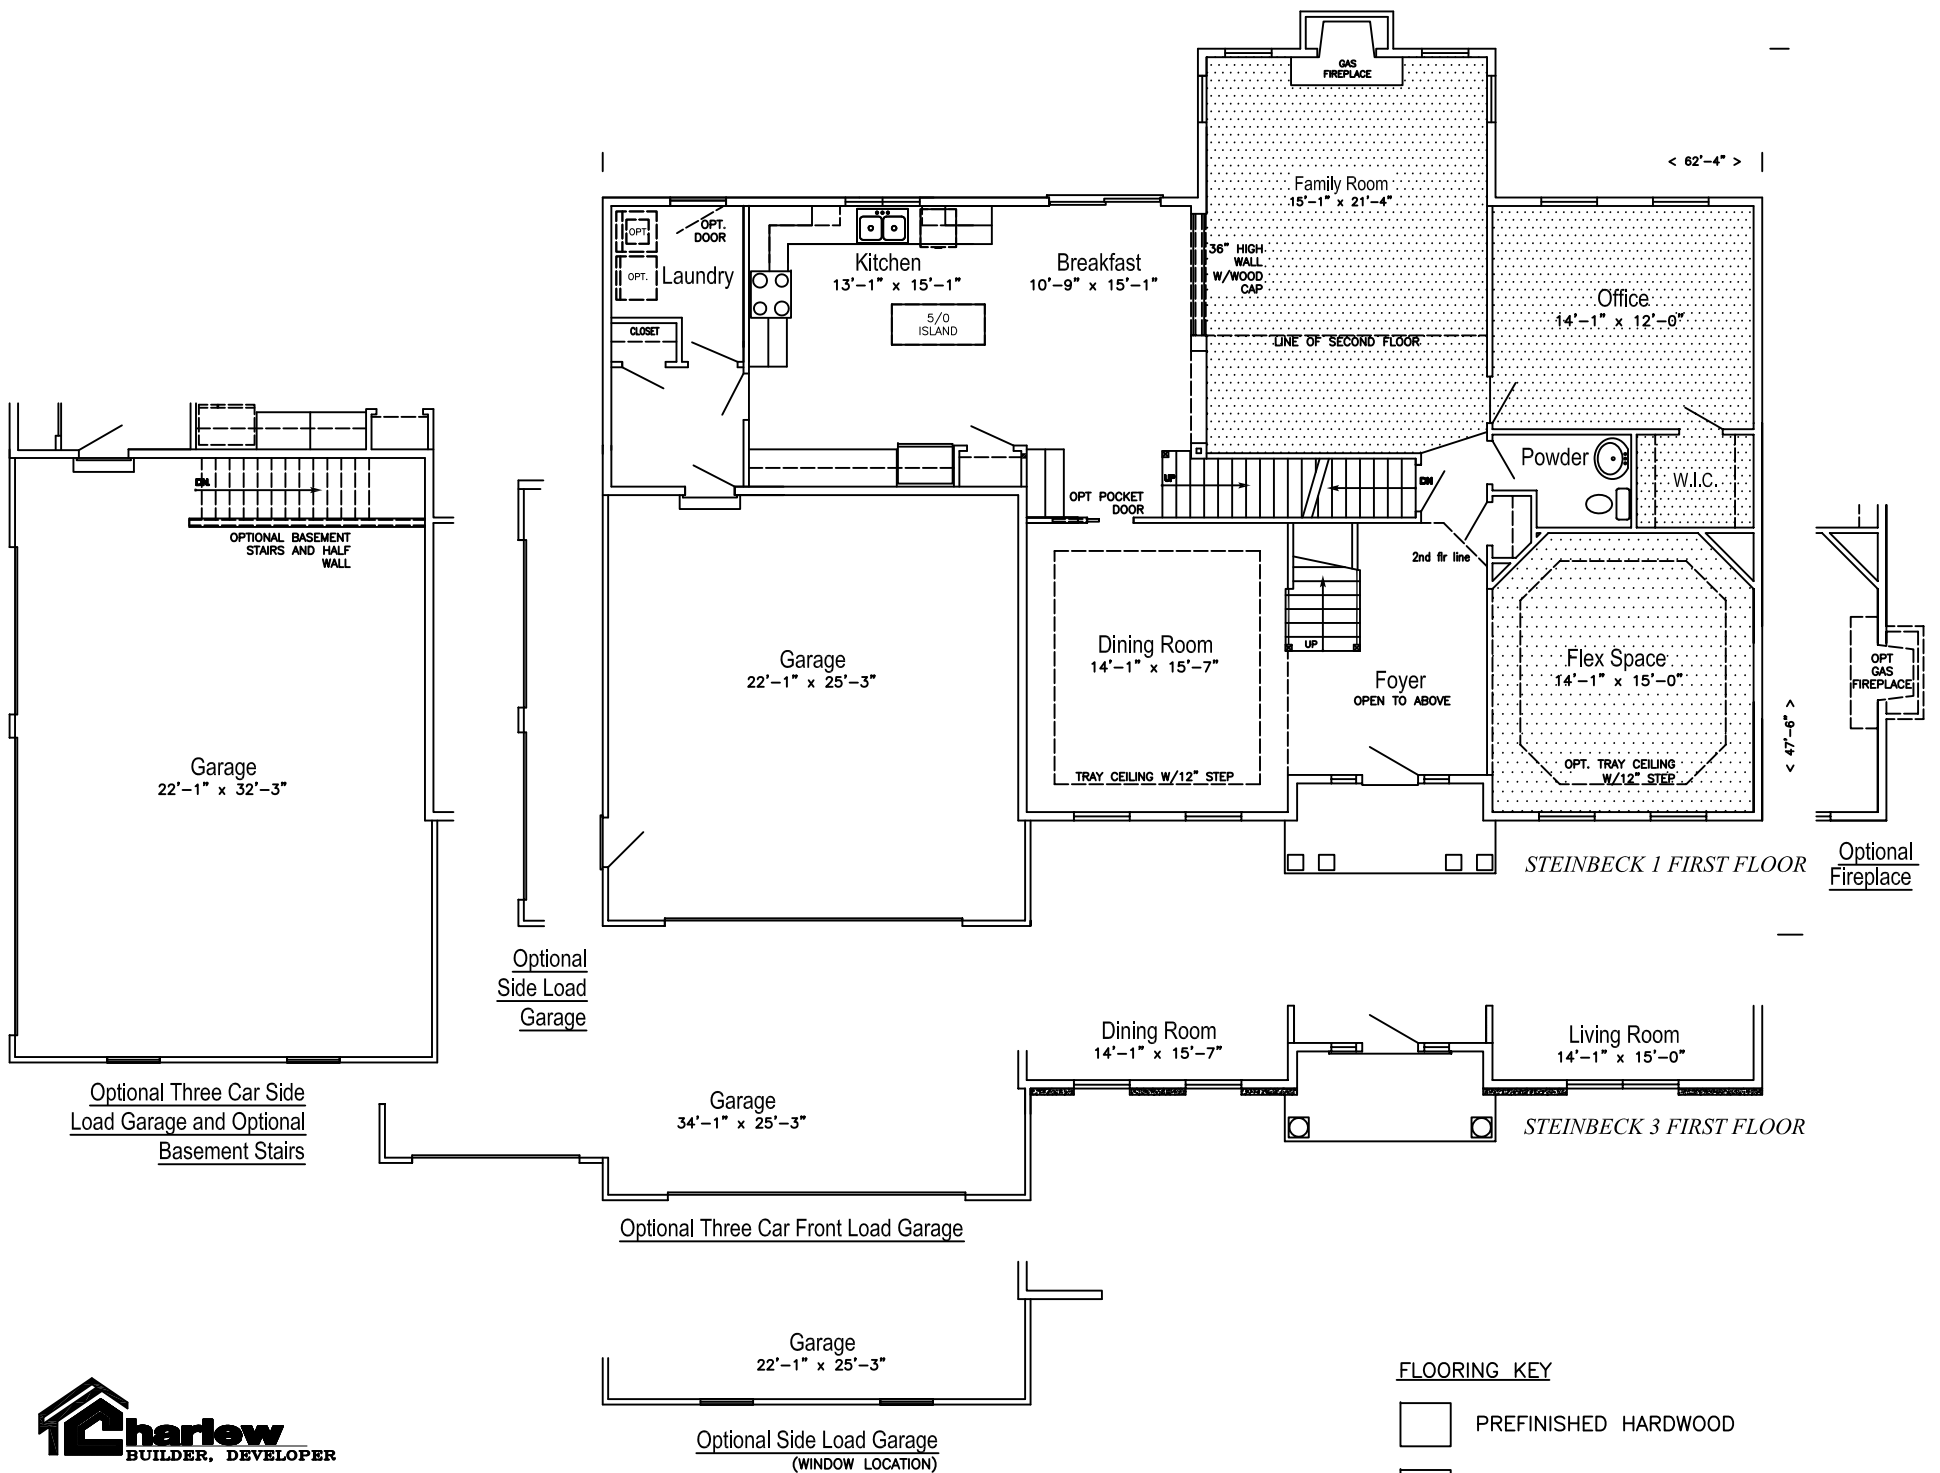 GAS
FIREPLACE
< 62'-4" >
Family Room
15'-1" x 21'-4"
OPT.
DOOR
OPT
OPT.
Laundry
Kitchen
13'-1" x 15'-1"
Breakfast
10'-9" x 15'-1"
36" HIGH
WALL
W/WOOD
CAP
Office
14'-1" x 12'-0"
5/0
ISLAND
CLOSET
LINE OF SECOND FLOOR
Powder
W.I.C.
UP
DN
DN
OPT POCKET
DOOR
OPTIONAL BASEMENT
STAIRS AND HALF
WALL
2nd flr line
Dining Room
14'-1" x 15'-7"
UP
Garage
22'-1" x 25'-3"
Flex Space
14'-1" x 15'-0"
Foyer
OPEN TO ABOVE
OPT
GAS
FIREPLACE
< 47'-6" >
Garage
22'-1" x 32'-3"
TRAY CEILING W/12" STEP
OPT. TRAY CEILING
W/12" STEP
STEINBECK 1 FIRST FLOOR
Optional
Fireplace
Optional
Side Load
Garage
Dining Room
14'-1" x 15'-7"
Living Room
14'-1" x 15'-0"
Optional Three Car Side
Load Garage and Optional
Basement Stairs
Garage
34'-1" x 25'-3"
STEINBECK 3 FIRST FLOOR
Optional Three Car Front Load Garage
Garage
22'-1" x 25'-3"
FLOORING KEY
PREFINISHED HARDWOOD
Charlew
BUILDER, DEVELOPER
Optional Side Load Garage
(WINDOW LOCATION)